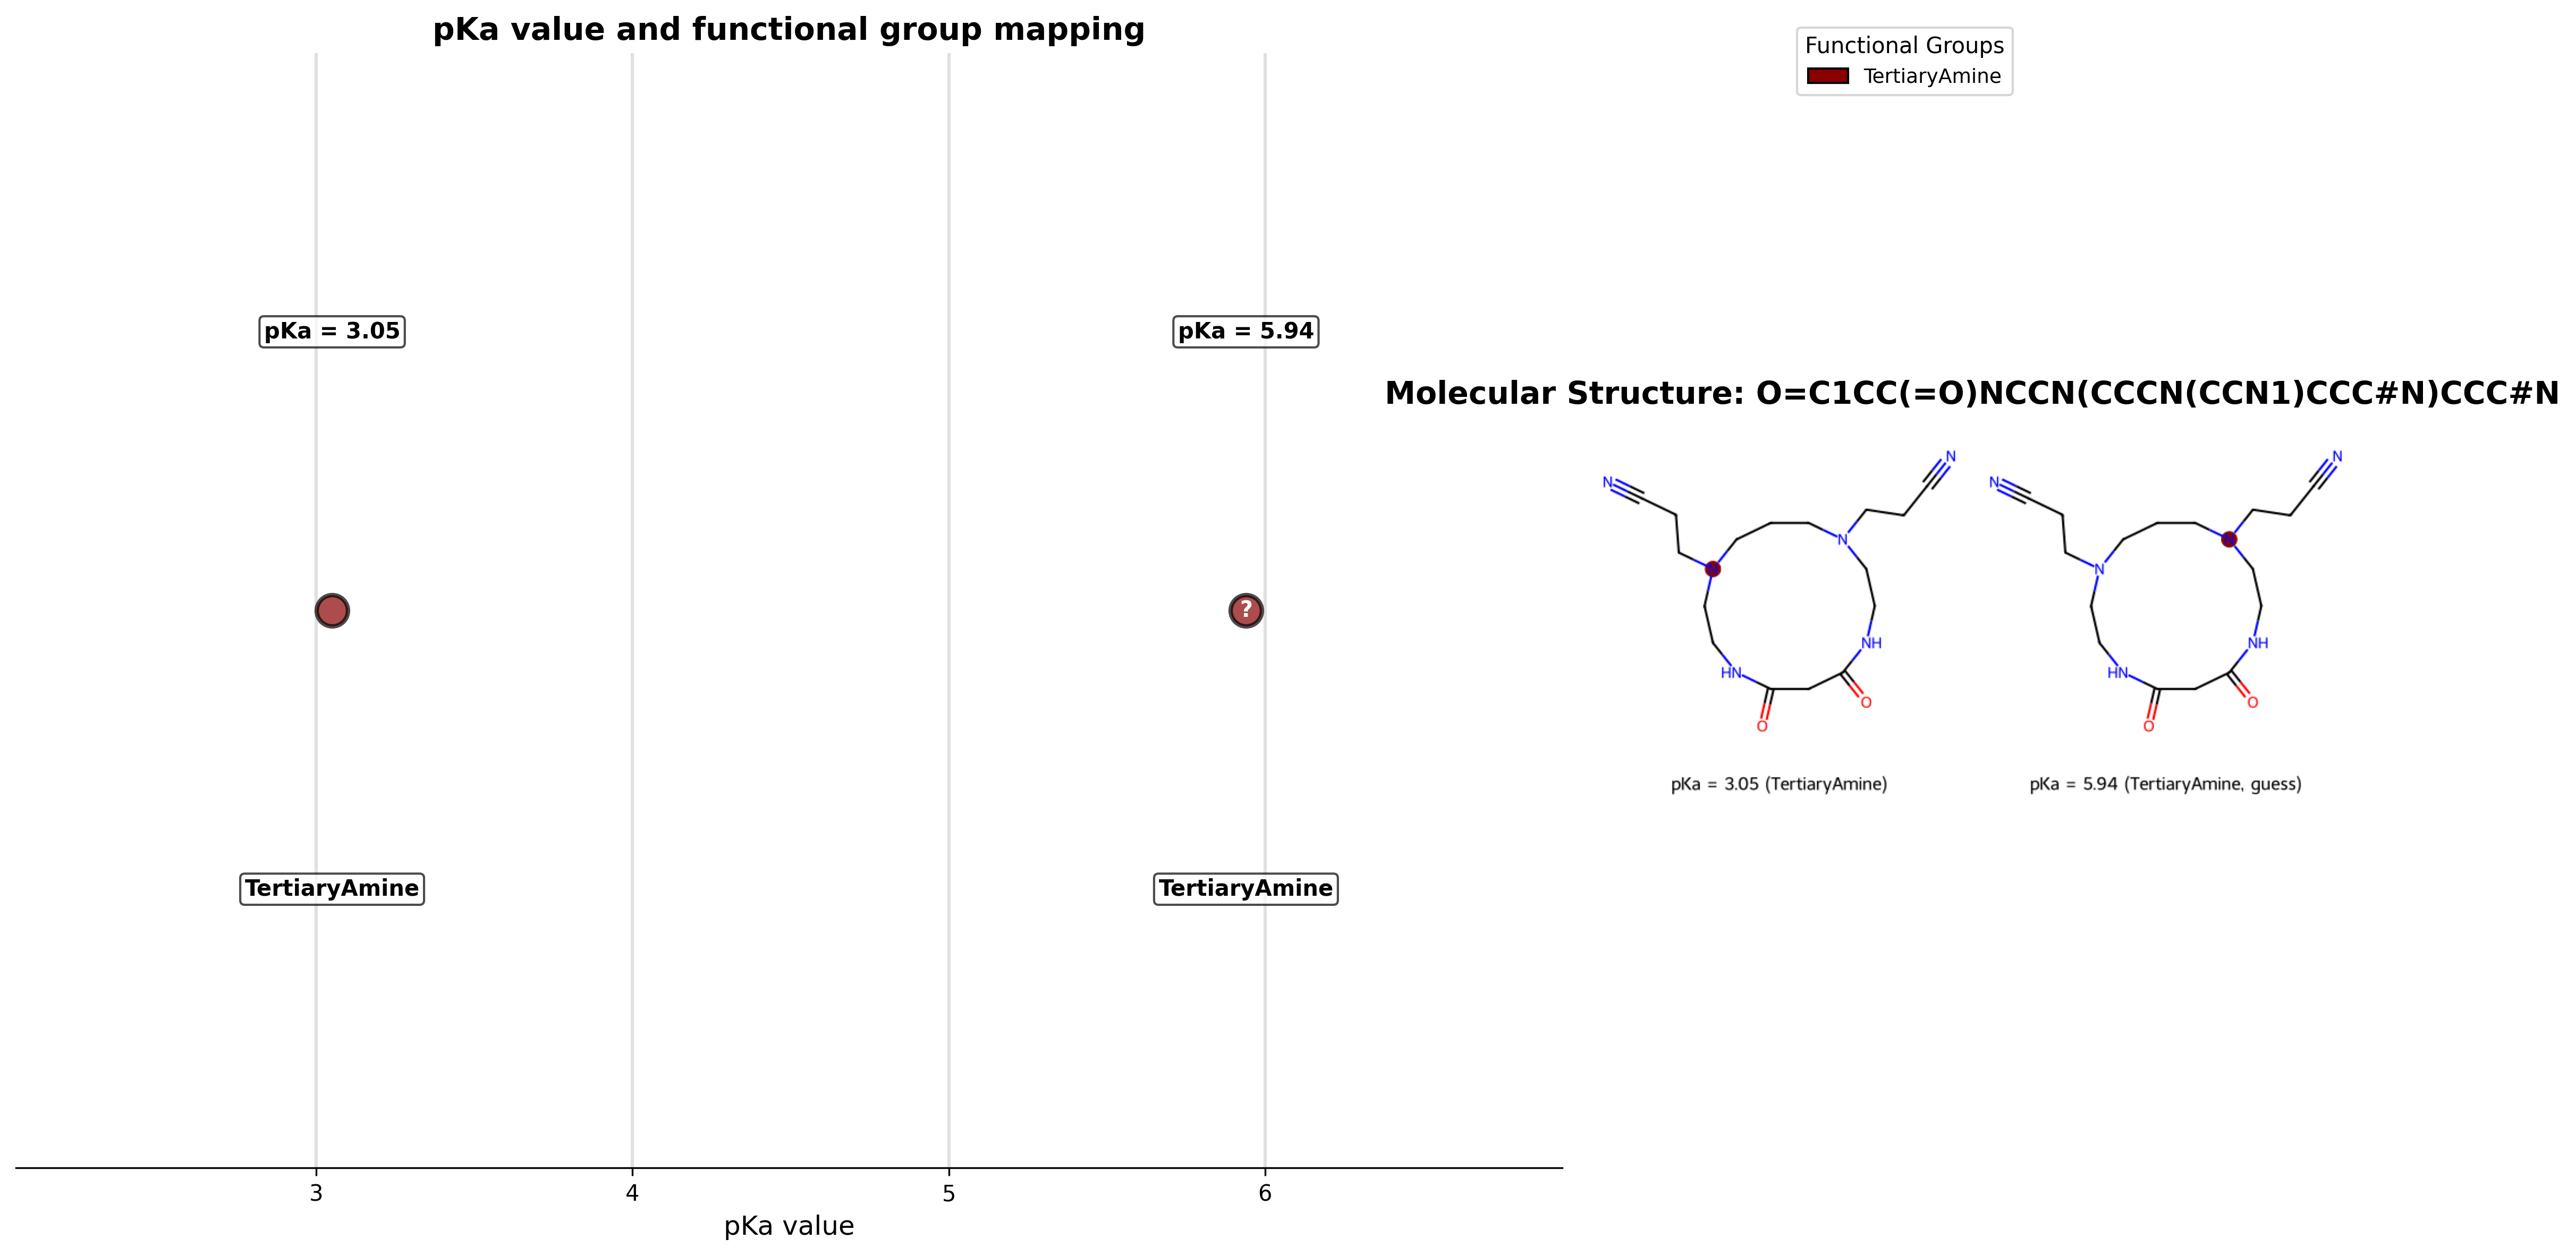 pKa value and functional group mapping
pKa = 3.05
pKa = 5.94
?
TertiaryAmine
TertiaryAmine
3
4
5
6
pKa value
Functional Groups
TertiaryAmine
Molecular Structure: O=C1CC(=O)NCCN(CCCN(CCN1)CCC#N)CCC#N
N
N
N
NH
HN
O
O
pKa = 3.05 (TertiaryAmine)
N
N
N
NH
HN
O
O
pKa = 5.94 (TertiaryAmine, guess)